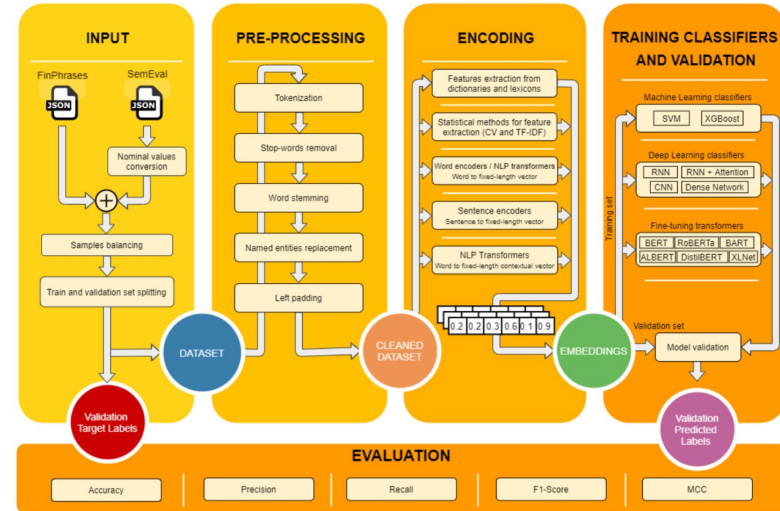 INPUT
FinPhrases
SemEval
JSON
JSON
Nominal values
conversion
Samples balancing
Train and validation set splitting
Validation
Target Labels
DATASET
PRE-PROCESSING
Tokenization
Stop-words removal
Word stemming
Named entities replacement
Left padding
CLEANED
DATASET
ENCODING
Features extraction from
dictionaries and lexicons
Statistical methods for feature
extraction (CV and TF-IDF)
Word encoders / NLP transformers
Word to fixed-length vector
Sentence encoders
Sentence to fixed-length vector
NLP Transformers
Word to fixed-length contextual vector
0.2 0.2 0.3 0.6 0.1 0.9
EMBEDDINGS
TRAINING CLASSIFIERS
AND VALIDATION
Machine Learning classifiers
SVM XGBoost
Deep Learning classifiers
RNN RNN + Attention
CNN Dense Network
Fine-tuning transformers
BERT RoBERTa BART
ALBERT DistilBERT XLNet
Training set
Validation set
Model validation
Validation
Predicted
Labels
EVALUATION
Accuracy Precision Recall F1-Score MCC